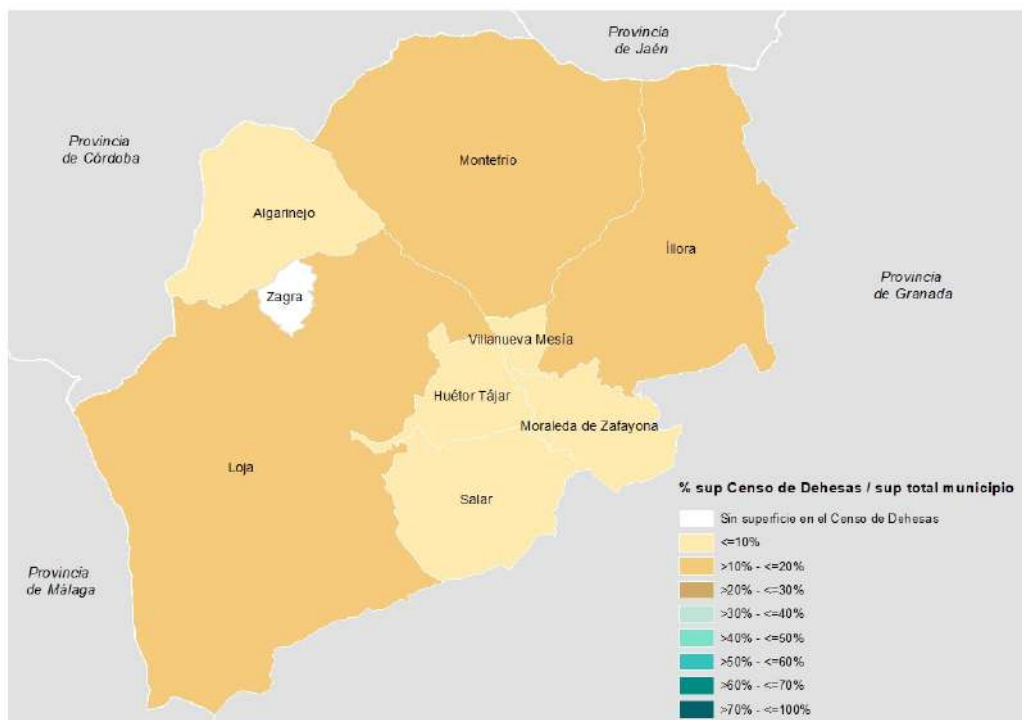 Provincia
de Jaén
Provincia
de Córdoba
Montefrio
Algarinejo
Íllora
Provincia
de Granada
Zagra
Villanueva Mesía
Huétor Tájar
Moraleda de Zafayona
Loja
Salar
Provincia
de Málaga
% sup Censo de Dehesas / sup total municipio
Sin superficie en el Censo de Dehesas
<=10%
>10% - <=20%
>20% - <=30%
>30% - <=40%
>40% - <=50%
>50% - <=60%
>60% - <=70%
>70% - <=100%